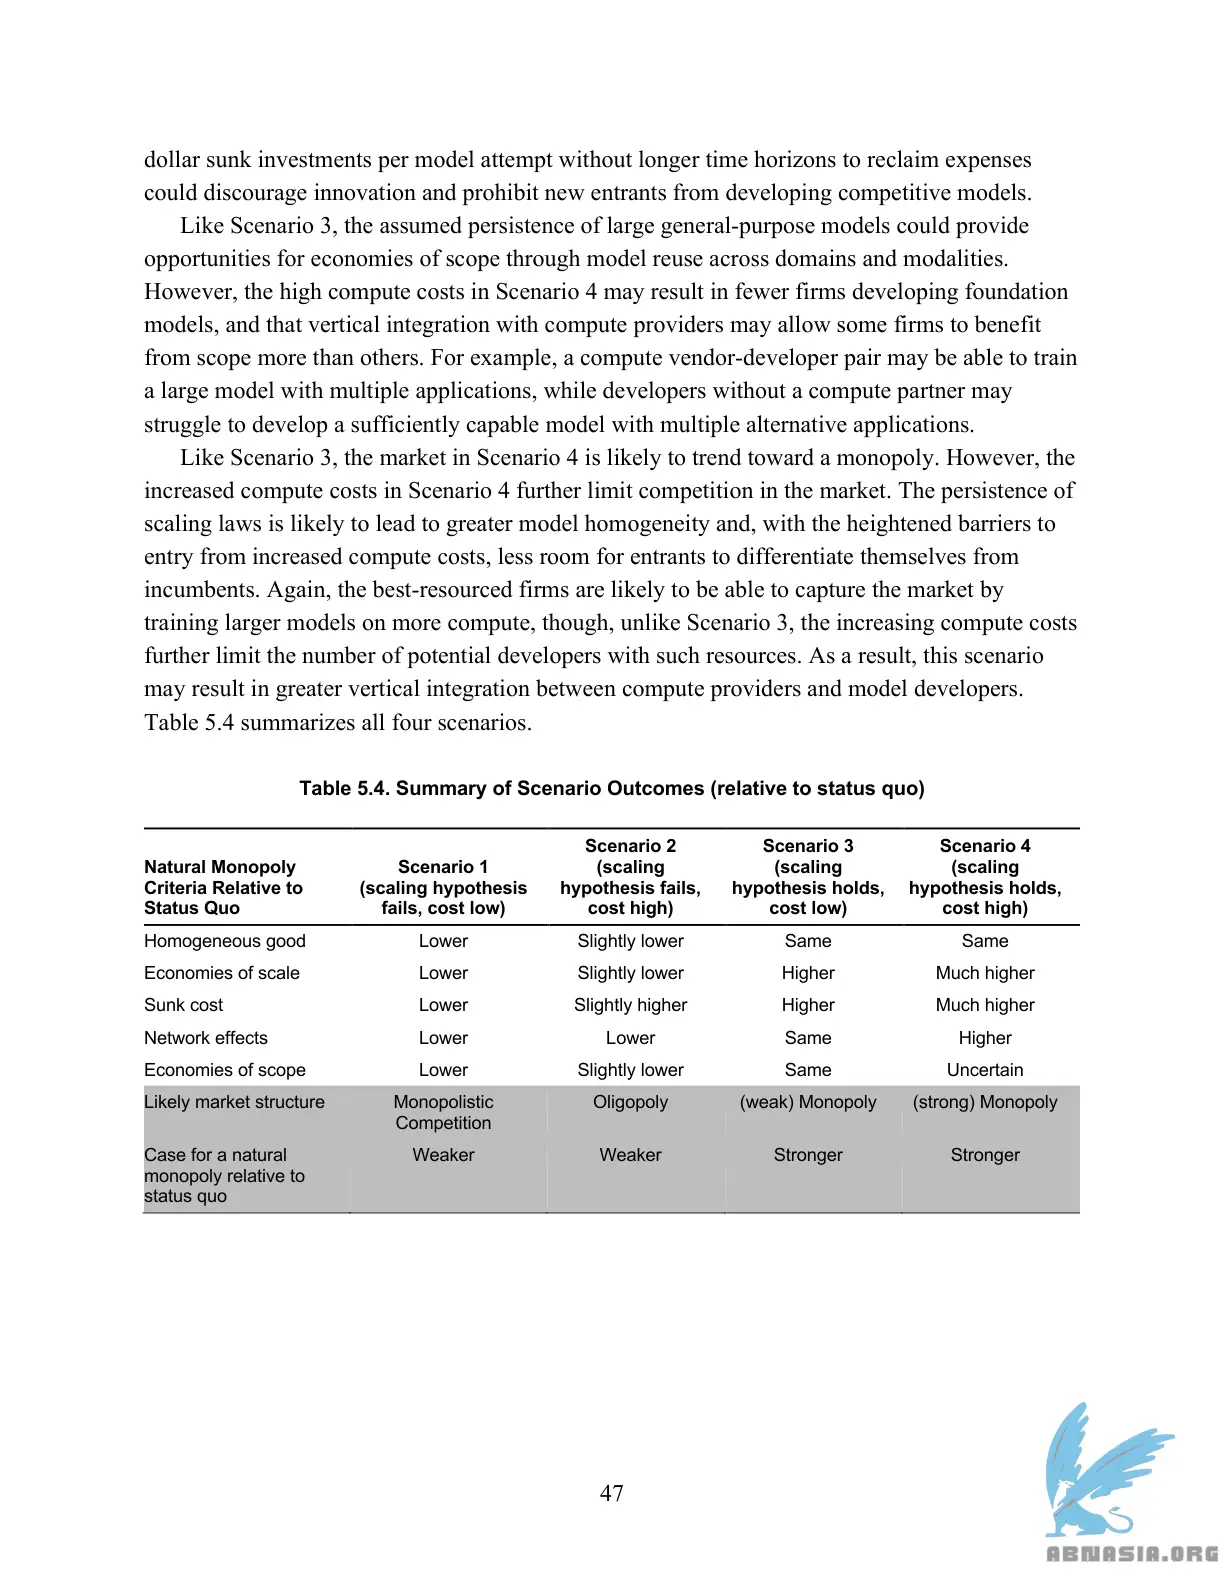 dollar sunk investments per model attempt without longer time horizons to reclaim expenses
could discourage innovation and prohibit new entrants from developing competitive models.
Like Scenario 3, the assumed persistence of large general-purpose models could provide
opportunities for economies of scope through model reuse across domains and modalities.
However, the high compute costs in Scenario 4 may result in fewer firms developing foundation
models, and that vertical integration with compute providers may allow some firms to benefit
from scope more than others. For example, a compute vendor-developer pair may be able to train
a large model with multiple applications, while developers without a compute partner may
struggle to develop a sufficiently capable model with multiple alternative applications.
Like Scenario 3, the market in Scenario 4 is likely to trend toward a monopoly. However, the
increased compute costs in Scenario 4 further limit competition in the market. The persistence of
scaling laws is likely to lead to greater model homogeneity and, with the heightened barriers to
entry from increased compute costs, less room for entrants to differentiate themselves from
incumbents. Again, the best-resourced firms are likely to be able to capture the market by
training larger models on more compute, though, unlike Scenario 3, the increasing compute costs
further limit the number of potential developers with such resources. As a result, this scenario
may result in greater vertical integration between compute providers and model developers.
Table 5.4 summarizes all four scenarios.
Table 5.4. Summary of Scenario Outcomes (relative to status quo)
Natural Monopoly
Criteria Relative to
Status Quo
Scenario 1
(scaling hypothesis
fails, cost low)
Scenario 2
(scaling
hypothesis fails,
cost high)
Scenario 3
(scaling
hypothesis holds,
cost low)
Scenario 4
(scaling
hypothesis holds,
cost high)
Homogeneous good Lower Slightly lower Same Same
Economies of scale Lower Slightly lower Higher Much higher
Sunk cost Lower Slightly higher Higher Much higher
Network effects Lower Lower Same Higher
Economies of scope Lower Slightly lower Same Uncertain
Likely market structure Monopolistic Oligopoly (weak) Monopoly (strong) Monopoly
Competition
Case for a natural Weaker Weaker Stronger Stronger
monopoly relative to
status quo
47
ABNASIA.ORG